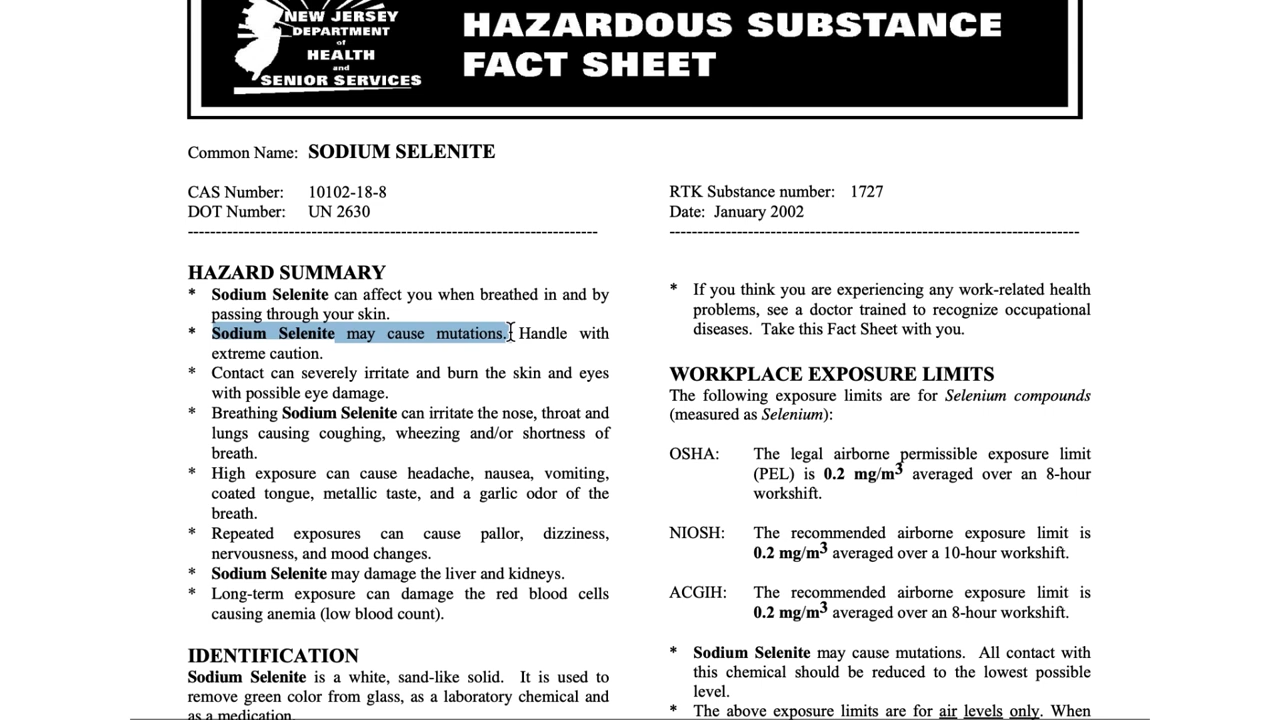 NEW JERSEY
DEPARTMENT
of
HEALTH
and
SENIOR SERVICES
HAZARDOUS SUBSTANCE
FACT SHEET
Common Name: SODIUM SELENITE
CAS Number: 10102-18-8
DOT Number: UN 2630
RTK Substance number: 1727
Date: January 2002
---------------------------------------------------------------------------
---------------------------------------------------------------------------
HAZARD SUMMARY
* Sodium Selenite can affect you when breathed in and by
passing through your skin.
* Sodium Selenite may cause mutations. Handle with
extreme caution.
* Contact can severely irritate and burn the skin and eyes
with possible eye damage.
* Breathing Sodium Selenite can irritate the nose, throat and
lungs causing coughing, wheezing and/or shortness of
breath.
* High exposure can cause headache, nausea, vomiting,
coated tongue, metallic taste, and a garlic odor of the
breath.
* Repeated exposures can cause pallor, dizziness,
nervousness, and mood changes.
* Sodium Selenite may damage the liver and kidneys.
* Long-term exposure can damage the red blood cells
causing anemia (low blood count).
IDENTIFICATION
Sodium Selenite is a white, sand-like solid. It is used to
remove green color from glass, as a laboratory chemical and
as a medication.
* If you think you are experiencing any work-related health
problems, see a doctor trained to recognize occupational
diseases. Take this Fact Sheet with you.
WORKPLACE EXPOSURE LIMITS
The following exposure limits are for Selenium compounds
(measured as Selenium):
OSHA: The legal airborne permissible exposure limit
(PEL) is 0.2 mg/m3 averaged over an 8-hour
workshift.
NIOSH: The recommended airborne exposure limit is
0.2 mg/m3 averaged over a 10-hour workshift.
ACGIH: The recommended airborne exposure limit is
0.2 mg/m3 averaged over an 8-hour workshift.
* Sodium Selenite may cause mutations. All contact with
this chemical should be reduced to the lowest possible
level.
* The above exposure limits are for air levels only. When